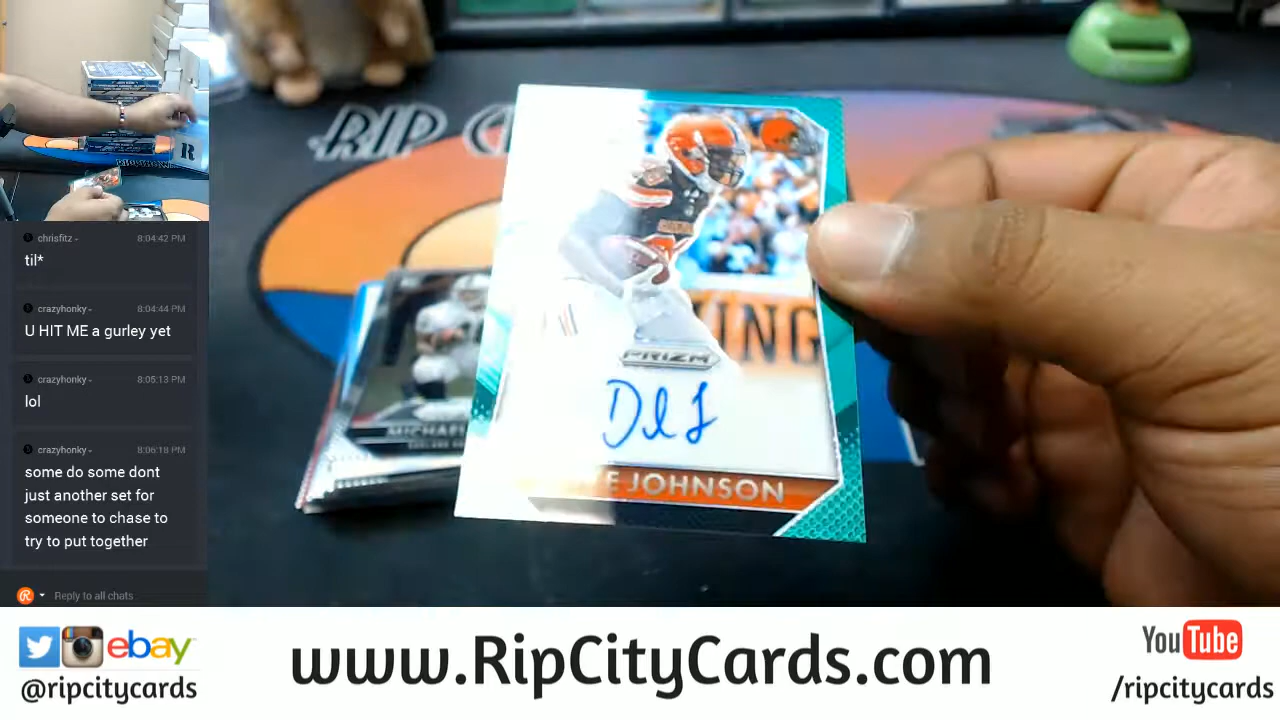 RIP C
R
chrisfitz - 8:04:42 PM
til*
crazyhonky - 8:04:44 PM
U HIT ME a gurley yet
crazyhonky - 8:05:13 PM
lol
crazyhonky - 8:06:18 PM
some do some dont
just another set for
someone to chase to
try to put together
Reply to all chats
MICHAE
PRIZM
E JOHNSON
ebay
@ripcitycards
www.RipCityCards.com
YouTube
/ripcitycards